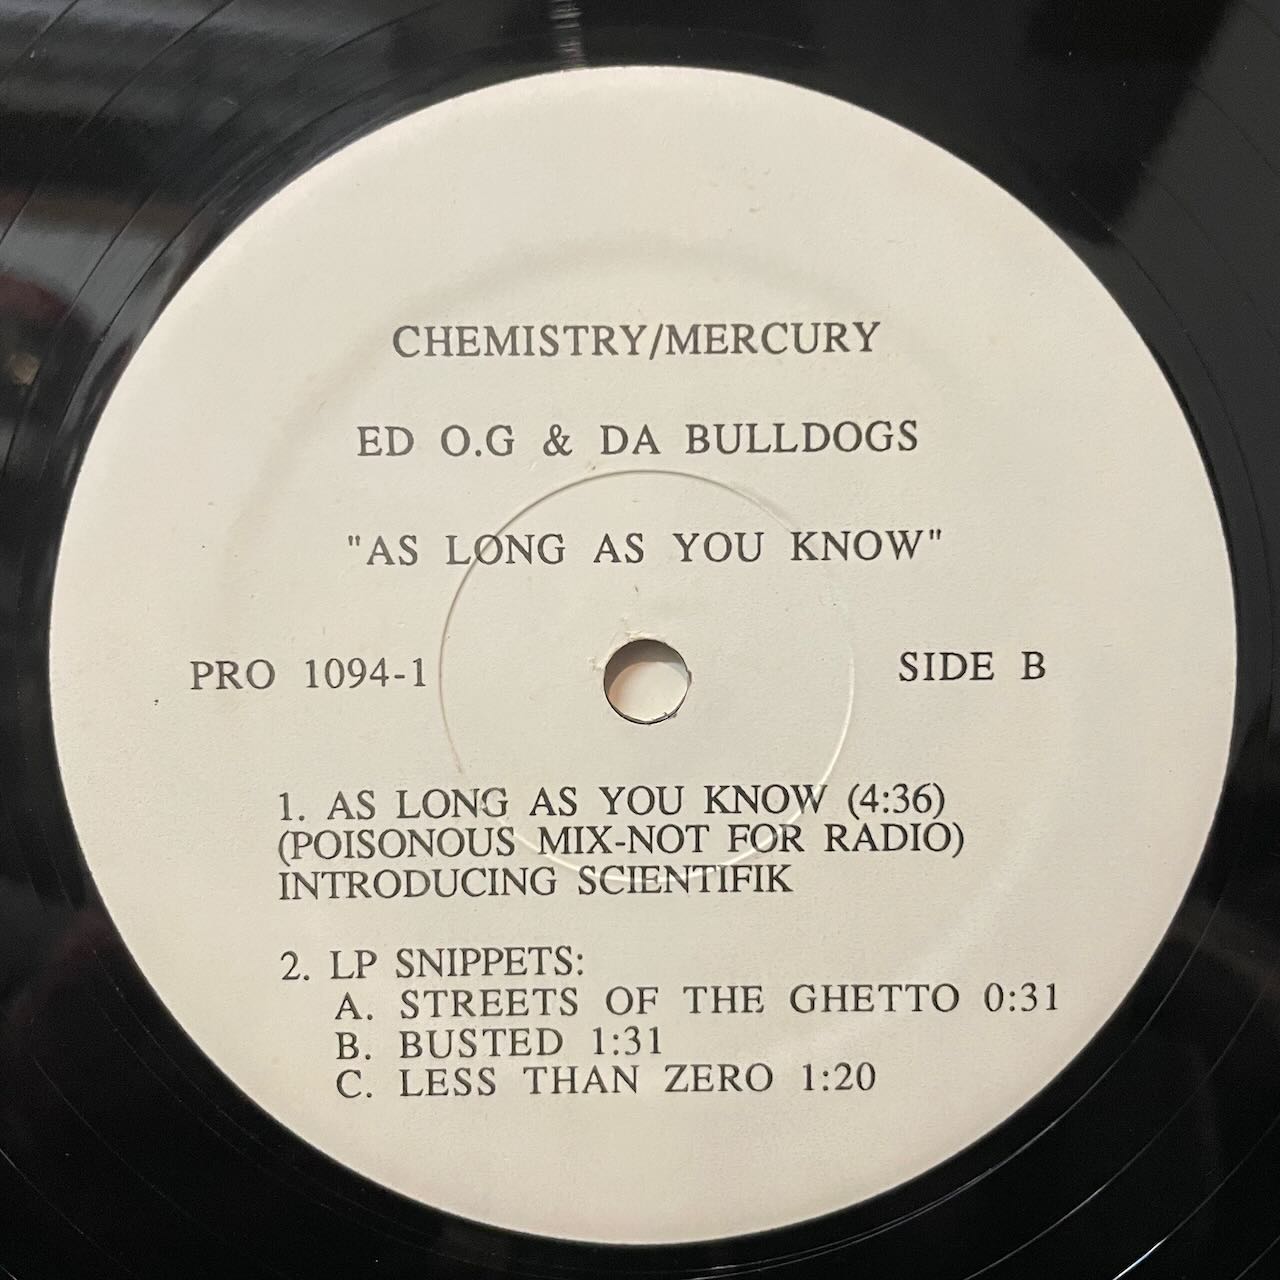 CHEMISTRY/MERCURY
ED O.G & DA BULLDOGS
"AS LONG AS YOU KNOW"
PRO 1094-1
SIDE B
1. AS LONG AS YOU KNOW (4:36)
(POISONOUS MIX-NOT FOR RADIO)
INTRODUCING SCIENTIFIK
2. LP SNIPPETS:
A. STREETS OF THE GHETTO 0:31
B. BUSTED 1:31
C. LESS THAN ZERO 1:20